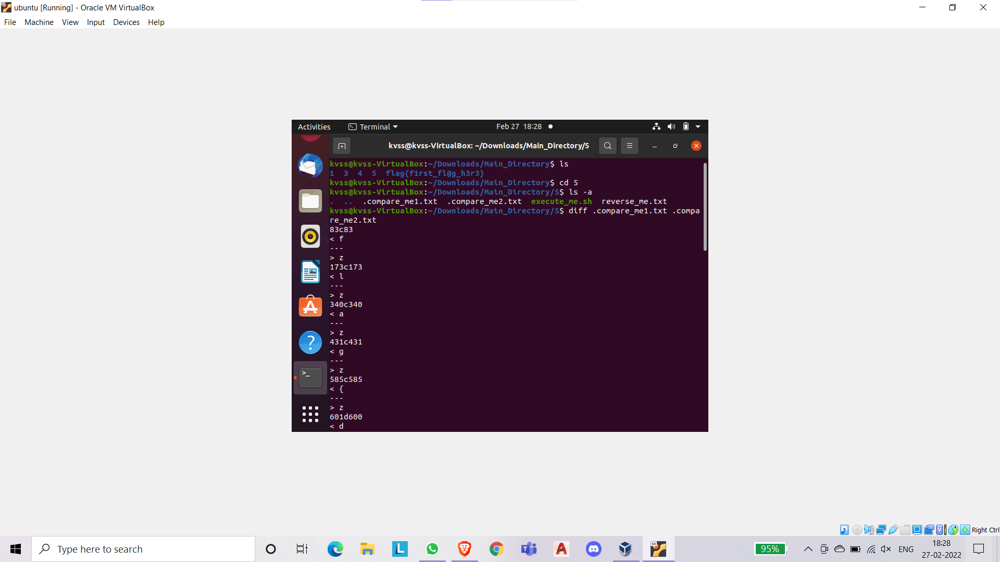 ubuntu [Running] - Oracle VM VirtualBox
File Machine View Input Devices Help
Activities Terminal Feb 27 18:28
kvss@kvss-VirtualBox: ~/Downloads/Main_Directory/5
kvss@kvss-VirtualBox:~/Downloads/Main_Directory$ ls
1 3 4 5 flag{f1rst_fl@g_h3r3}
kvss@kvss-VirtualBox:~/Downloads/Main_Directory$ cd 5
kvss@kvss-VirtualBox:~/Downloads/Main_Directory/5$ ls -a
. .. .compare_me1.txt .compare_me2.txt execute_me.sh reverse_me.txt
kvss@kvss-VirtualBox:~/Downloads/Main_Directory/5$ diff .compare_me1.txt .compa
re_me2.txt
83c83
< f
---
> z
173c173
< l
---
> z
340c340
< a
---
> z
431c431
< g
---
> z
585c585
< {
---
> z
601d600
< d
Right Ctrl
Type here to search
95%
ENG
18:28
27-02-2022